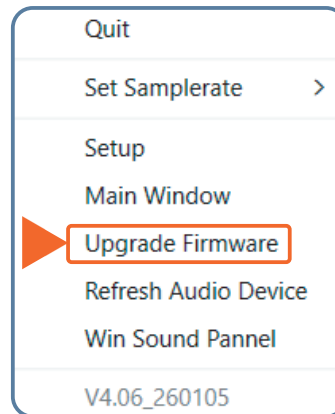 Quit
Set Samplerate
Setup
Main Window
Upgrade Firmware
Refresh Audio Device
Win Sound Pannel
V4.06_260105